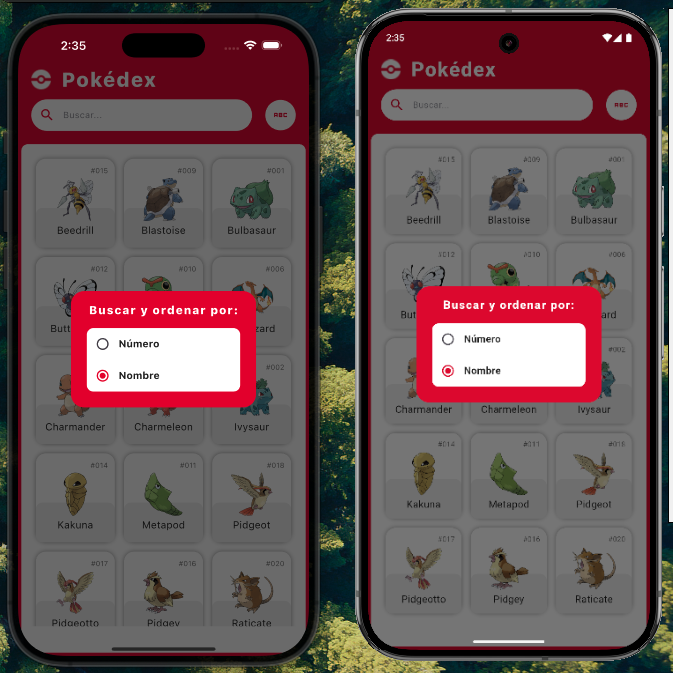 2:35
Pokédex
Buscar...
ABC
#015
#009
#001
Beedrill
Blastoise
Bulbasaur
#012
#010
#006
Butt
zard
Buscar y ordenar por:
Número
Nombre
#002
Charmander
Charmeleon
Ivysaur
#014
#011
#018
Kakuna
Metapod
Pidgeot
#017
#016
#020
Pidgeotto
Pidgey
Raticate
2:35
Pokédex
Buscar...
ABC
#015
#009
#001
Beedrill
Blastoise
Bulbasaur
#012
#010
#006
Butt
zard
Buscar y ordenar por:
Número
Nombre
#002
Charmander
Charmeleon
Ivysaur
#014
#011
#018
Kakuna
Metapod
Pidgeot
#017
#016
#020
Pidgeotto
Pidgey
Raticate